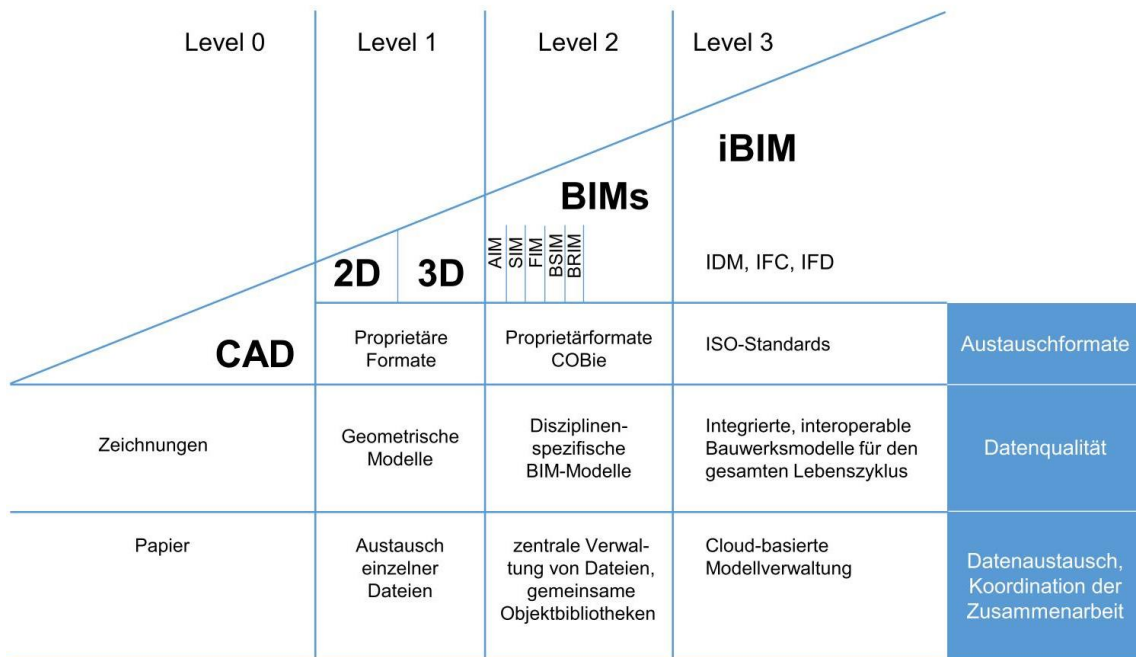 Level 0
Level 1
Level 2
Level 3
iBIM
BIMs
AIM
SIM
FIM
BSIM
BRIM
IDM, IFC, IFD
2D
3D
CAD
Proprietäre
Formate
Proprietärformate
COBie
ISO-Standards
Austauschformate
Zeichnungen
Geometrische
Modelle
Disziplinen-
spezifische
BIM-Modelle
Integrierte, interoperable
Bauwerksmodelle für den
gesamten Lebenszyklus
Datenqualität
Papier
Austausch
einzelner
Dateien
zentrale Verwal-
tung von Dateien,
gemeinsame
Objektbibliotheken
Cloud-basierte
Modellverwaltung
Datenaustausch,
Koordination der
Zusammenarbeit